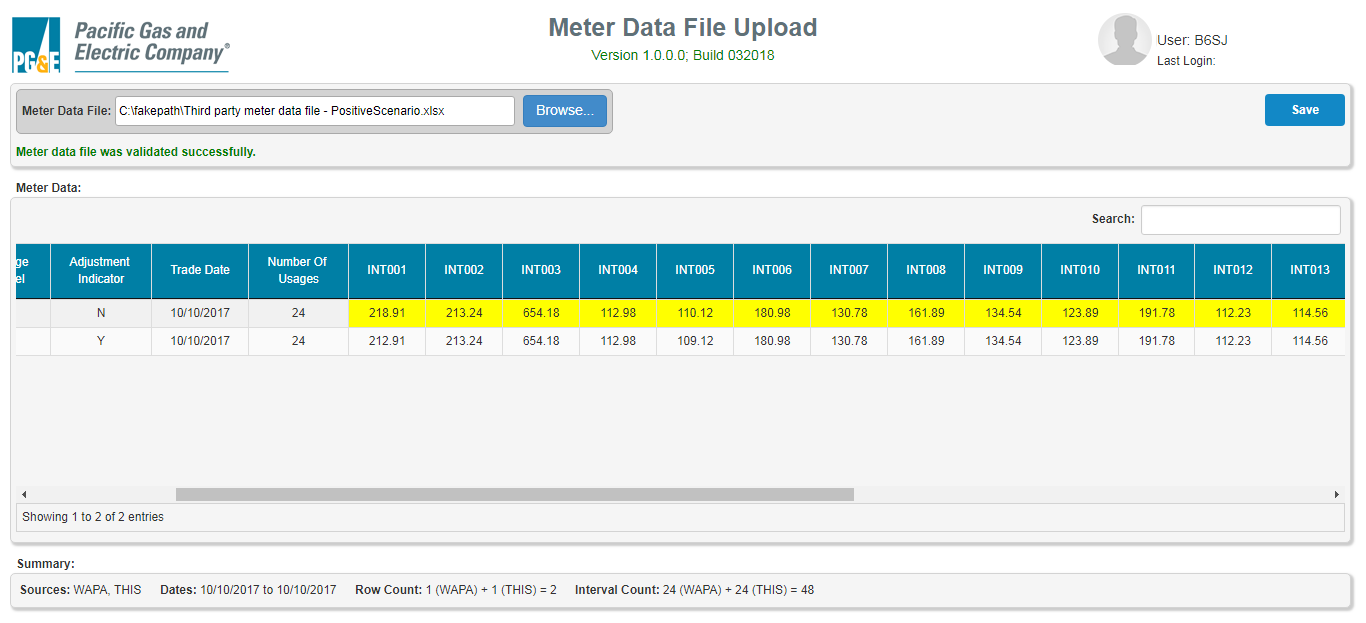 PG&E
Pacific Gas and
Electric Company®
Meter Data File Upload
Version 1.0.0.0; Build 032018
User: B6SJ
Last Login:
Meter Data File: C:\fakepath\Third party meter data file - PositiveScenario.xlsx Browse... Save
Meter data file was validated successfully.
Meter Data:
Search:
ge
el
Adjustment
Indicator
Trade Date
Number Of
Usages
INT001 INT002 INT003 INT004 INT005 INT006 INT007 INT008 INT009 INT010 INT011 INT012 INT013
N 10/10/2017 24 218.91 213.24 654.18 112.98 110.12 180.98 130.78 161.89 134.54 123.89 191.78 112.23 114.56
Y 10/10/2017 24 212.91 213.24 654.18 112.98 109.12 180.98 130.78 161.89 134.54 123.89 191.78 112.23 114.56
Showing 1 to 2 of 2 entries
Summary:
Sources: WAPA, THIS Dates: 10/10/2017 to 10/10/2017 Row Count: 1 (WAPA) + 1 (THIS) = 2 Interval Count: 24 (WAPA) + 24 (THIS) = 48